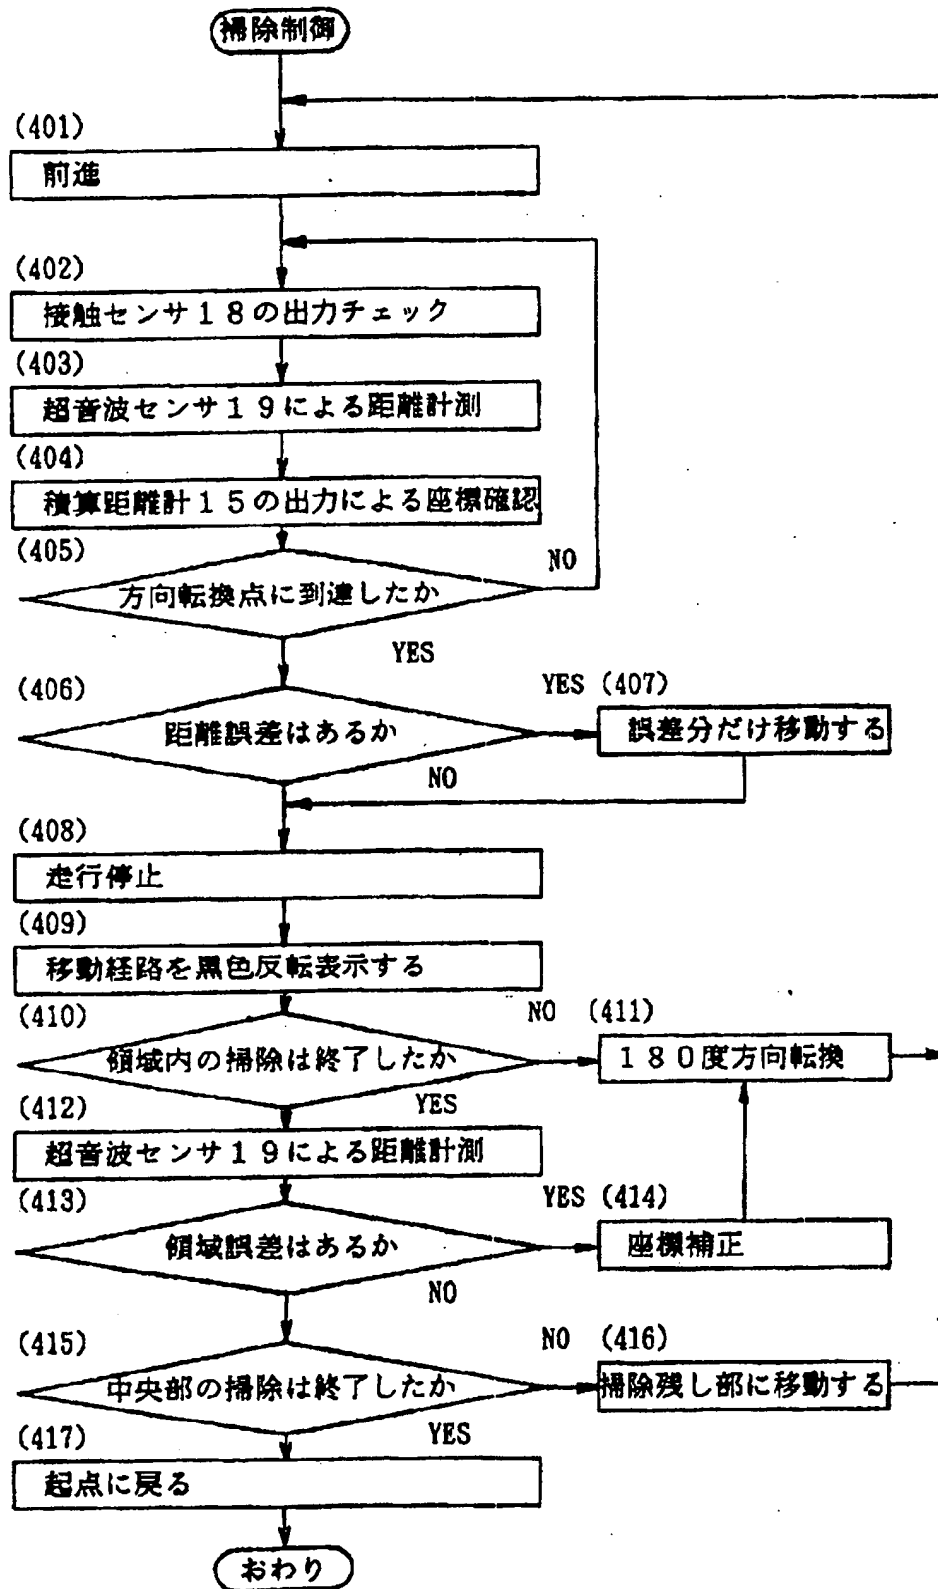 掃除制御
(401)
前進
(402)
接触センサ18の出力チェック
(403)
超音波センサ19による距離計測
(404)
積算距離計15の出力による座標確認
(405)
NO
方向転換点に到達したか
YES
(406)
YES (407)
距離誤差はあるか
誤差分だけ移動する
NO
(408)
走行停止
(409)
移動経路を黒色反転表示する
(410)
NO (411)
領域内の掃除は終了したか
180度方向転換
YES
(412)
超音波センサ19による距離計測
(413)
YES (414)
領域誤差はあるか
座標補正
NO
(415)
NO (416)
中央部の掃除は終了したか
掃除残し部に移動する
YES
(417)
起点に戻る
おわり